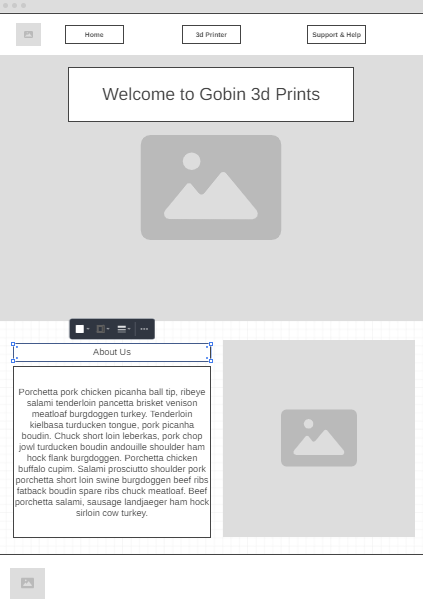 Home
3d Printer
Support & Help
Welcome to Gobin 3d Prints
About Us
Porchetta pork chicken picanha ball tip, ribeye
salami tenderloin pancetta brisket venison
meatloaf burgdoggen turkey. Tenderloin
kielbasa turducken tongue, pork picanha
boudin. Chuck short loin leberkas, pork chop
jowl turducken boudin andouille shoulder ham
hock flank burgdoggen. Porchetta chicken
buffalo cupim. Salami prosciutto shoulder pork
porchetta short loin swine burgdoggen beef ribs
fatback boudin spare ribs chuck meatloaf. Beef
porchetta salami, sausage landjaeger ham hock
sirloin cow turkey.